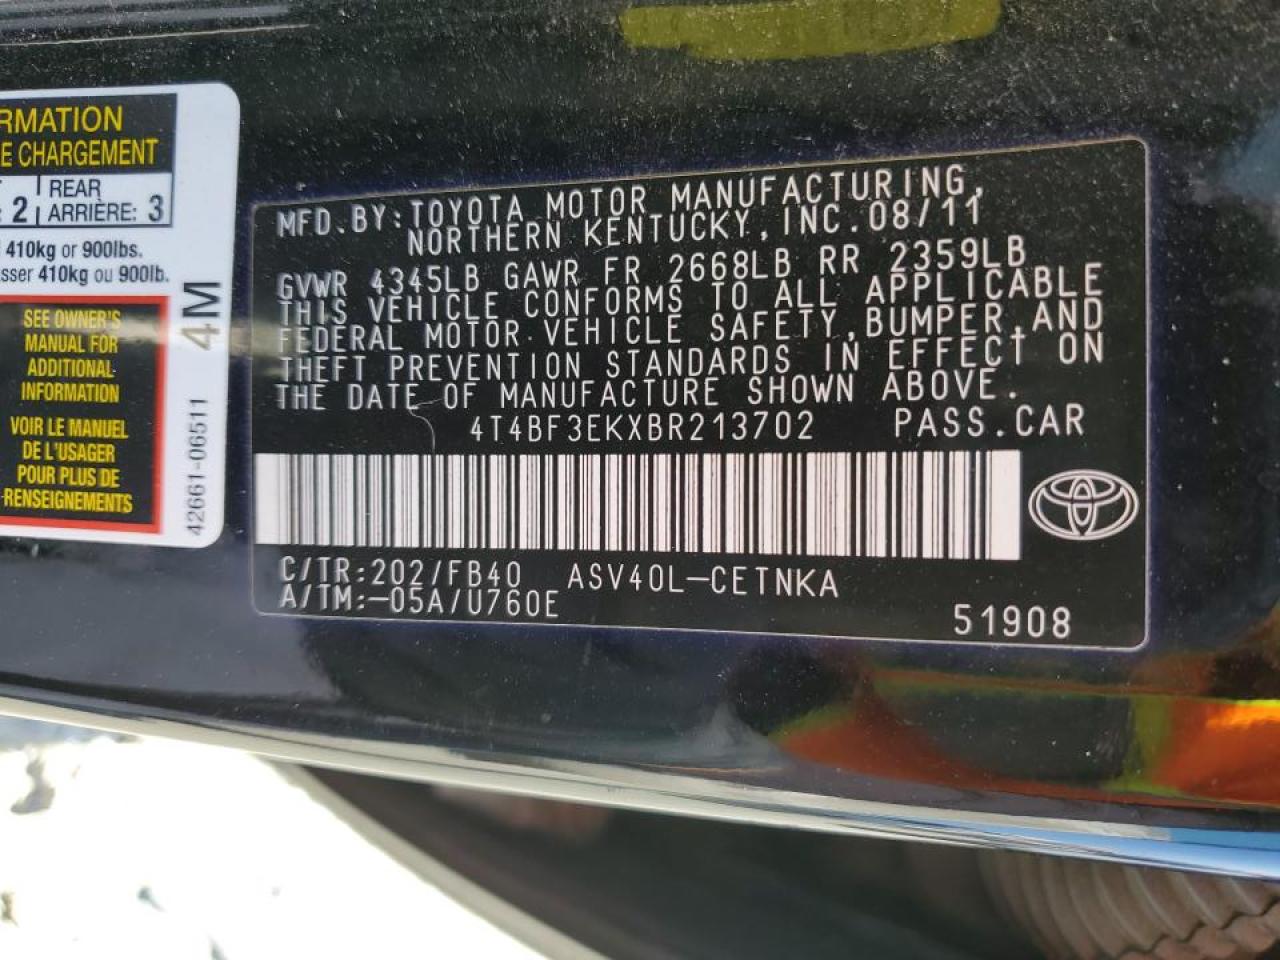 RMATION
E CHARGEMENT
2 REAR
ARRIÈRE: 3
410kg or 900lbs.
sser 410kg ou 900lb.
SEE OWNER'S
MANUAL FOR
ADDITIONAL
INFORMATION
VOIR LE MANUEL
DE L'USAGER
POUR PLUS DE
RENSEIGNEMENTS
4M
42661-06511
MFD.BY:TOYOTA MOTOR MANUFACTURING,
NORTHERN KENTUCKY, INC.08/11
GVWR 4345LB GAWR FR 2668LB RR 2359LB
THIS VEHICLE CONFORMS TO ALL APPLICABLE
FEDERAL MOTOR VEHICLE SAFETY,BUMPER,AND
THEFT PREVENTION STANDARDS IN EFFECT ON
THE DATE OF MANUFACTURE SHOWN ABOVE.
4T4BF3EKXBR213702 PASS.CAR
C/TR:202/FB40 ASV40L-CETNKA
A/TM:-05A/U760E
51908